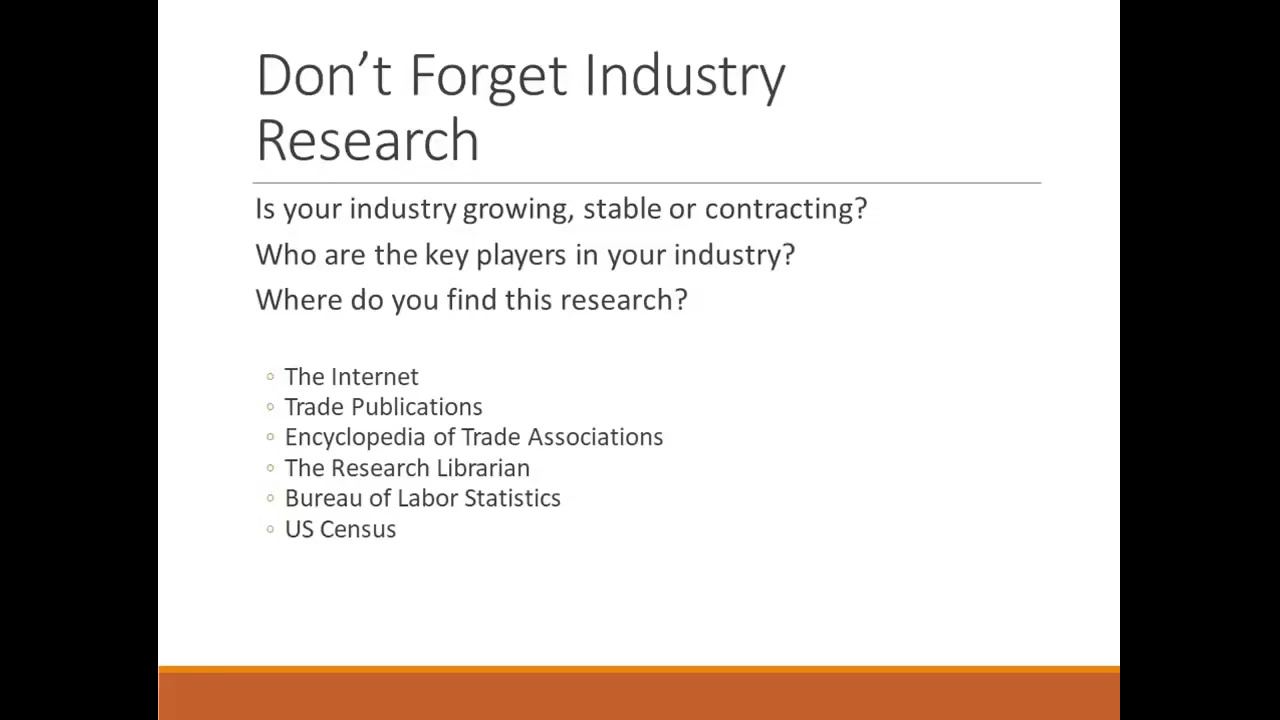 Don’t Forget Industry
Research
Is your industry growing, stable or contracting?
Who are the key players in your industry?
Where do you find this research?
◦ The Internet
◦ Trade Publications
◦ Encyclopedia of Trade Associations
◦ The Research Librarian
◦ Bureau of Labor Statistics
◦ US Census